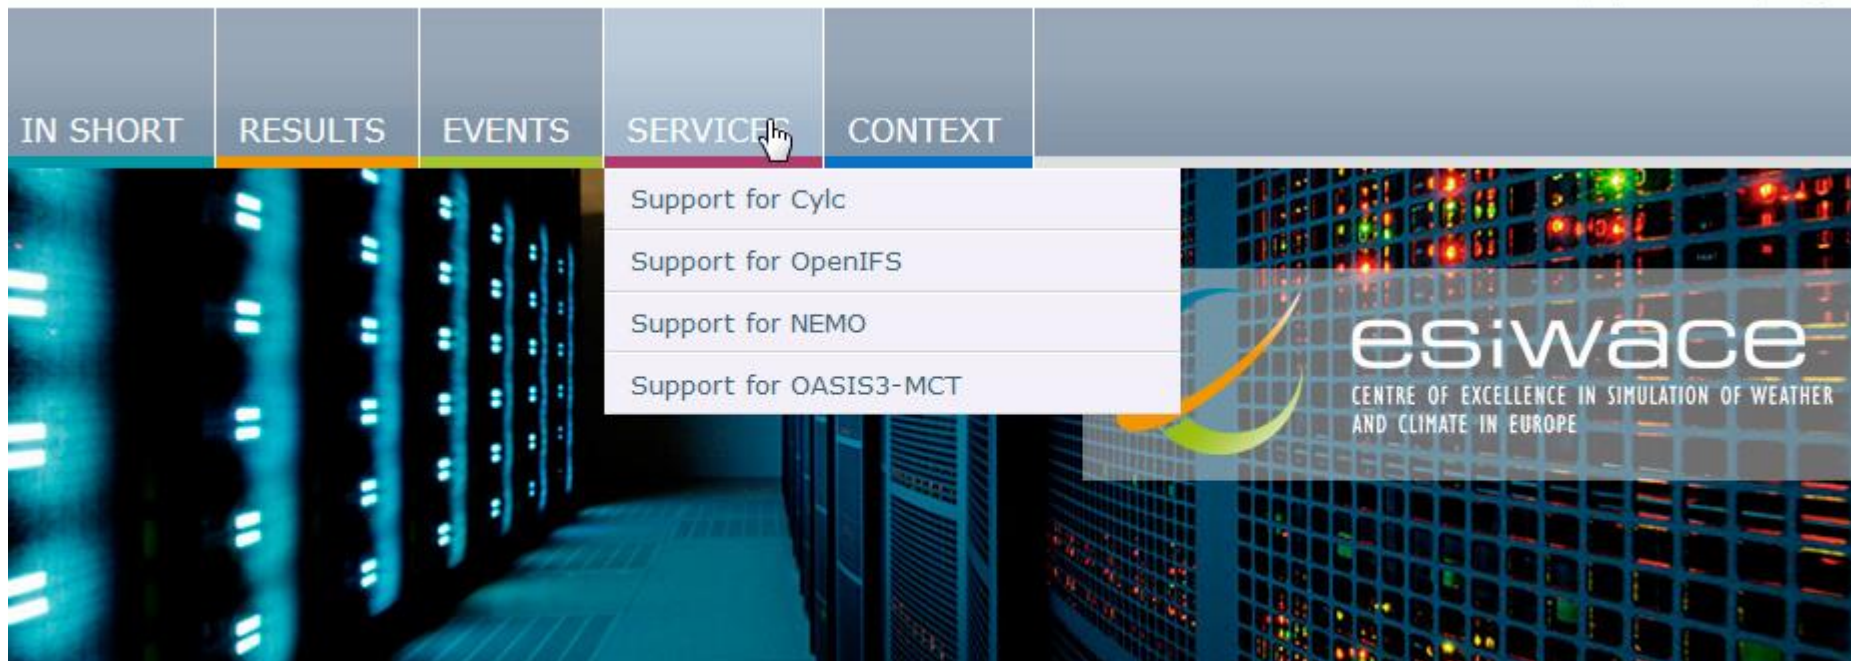 IN SHORT
RESULTS
EVENTS
SERVICES
CONTEXT
Support for Cylc
Support for OpenIFS
Support for NEMO
Support for OASIS3-MCT
esiwace
CENTRE OF EXCELLENCE IN SIMULATION OF WEATHER
AND CLIMATE IN EUROPE